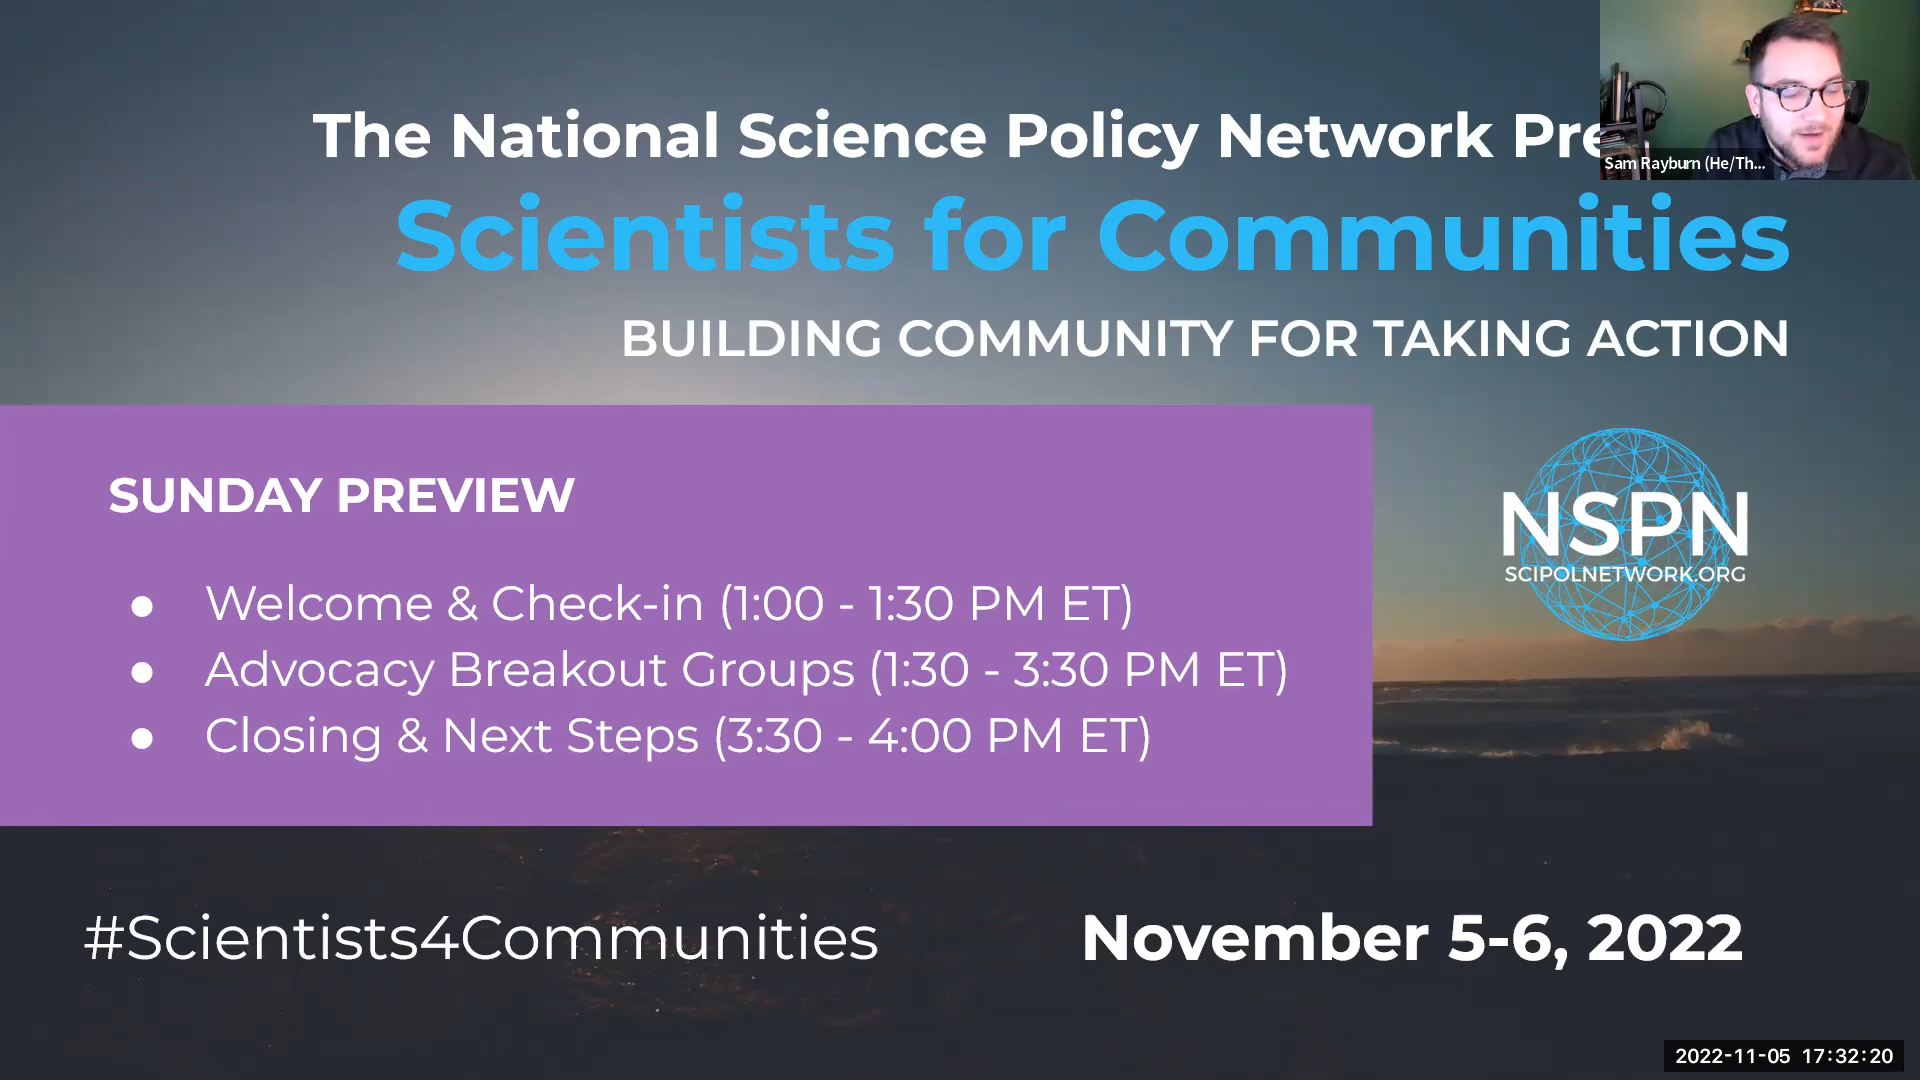 The National Science Policy Network Pre
Sam Rayburn (He/Th...
Scientists for Communities
BUILDING COMMUNITY FOR TAKING ACTION
SUNDAY PREVIEW
● Welcome & Check-in (1:00 - 1:30 PM ET)
● Advocacy Breakout Groups (1:30 - 3:30 PM ET)
● Closing & Next Steps (3:30 - 4:00 PM ET)
NSPN
SCIPOLNETWORK.ORG
#Scientists4Communities
November 5-6, 2022
2022-11-05 17:32:20